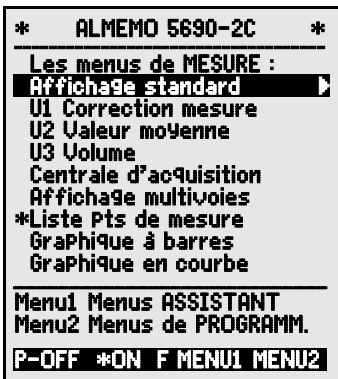 * ALMEMO 5690-2C *
Les menus de MESURE :
Affichage standard ▶
U1 Correction mesure
U2 Valeur moyenne
U3 Volume
Centrale d'acquisition
Affichage multivoies
*Liste Pts de mesure
Graphique à barres
Graphique en courbe
Menu1 Menus ASSISTANT
Menu2 Menus de PROGRAMM.
P-OFF *ON F MENU1 MENU2